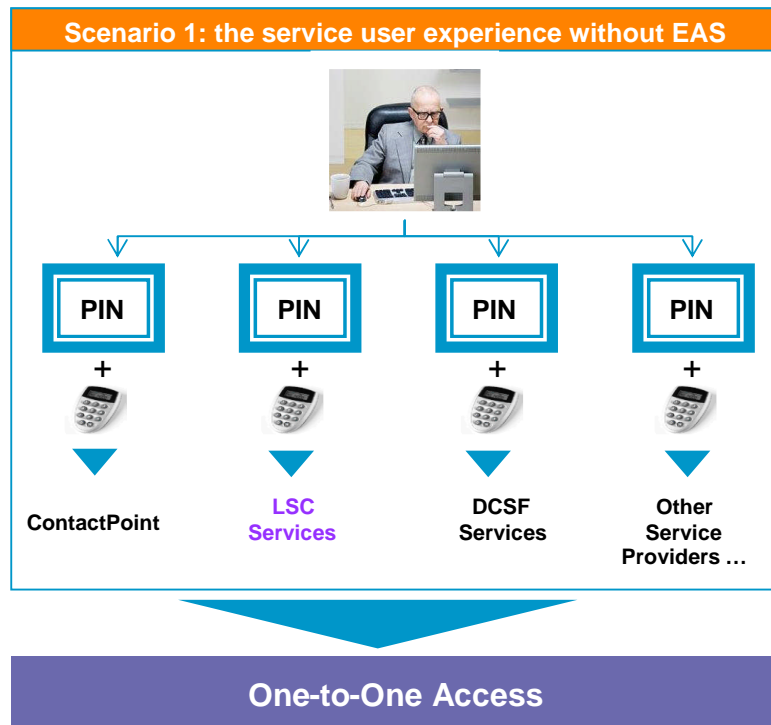 Scenario 1: the service user experience without EAS
PIN PIN PIN PIN
+ + + +
ContactPoint
LSC
Services
DCSF
Services
Other
Service
Providers …
One-to-One Access